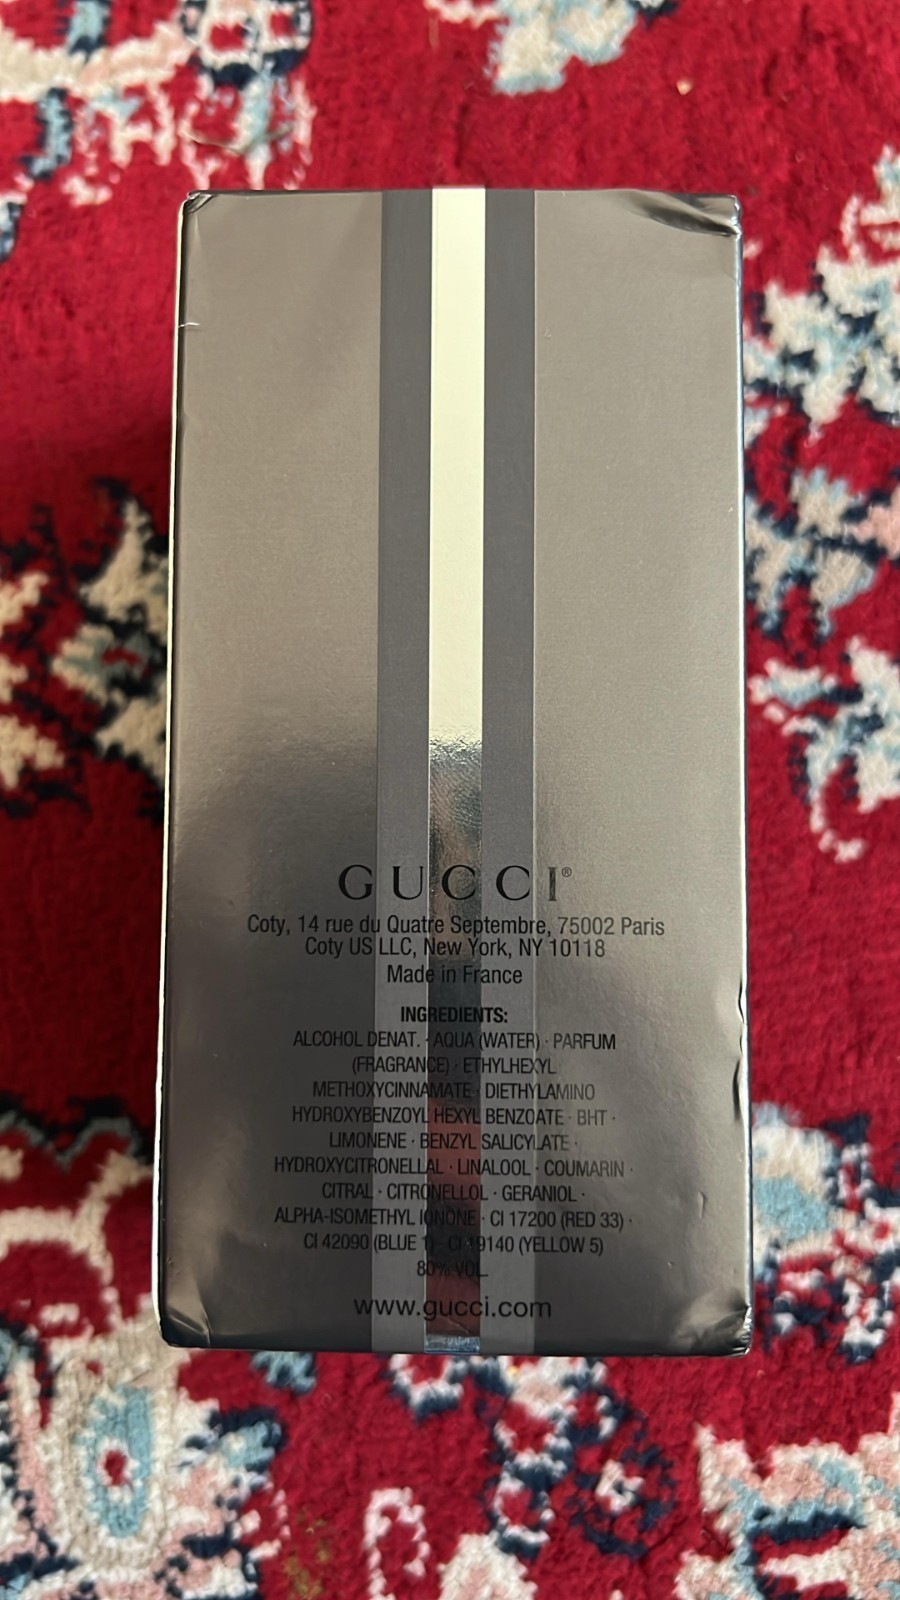 GUCCI®
Coty, 14 rue du Quatre Septembre, 75002 Paris
Coty US LLC, New York, NY 10118
Made in France
INGREDIENTS:
ALCOHOL DENAT. · AQUA (WATER) · PARFUM
(FRAGRANCE) · ETHYLHEXYL
METHOXYCINNAMATE · DIETHYLAMINO
HYDROXYBENZOYL HEXYL BENZOATE · BHT ·
LIMONENE · BENZYL SALICYLATE ·
HYDROXYCITRONELLAL · LINALOOL · COUMARIN ·
CITRAL · CITRONELLOL · GERANIOL ·
ALPHA-ISOMETHYL IONONE · CI 17200 (RED 33) ·
CI 42090 (BLUE 1) · CI 19140 (YELLOW 5)
80% VOL.
www.gucci.com